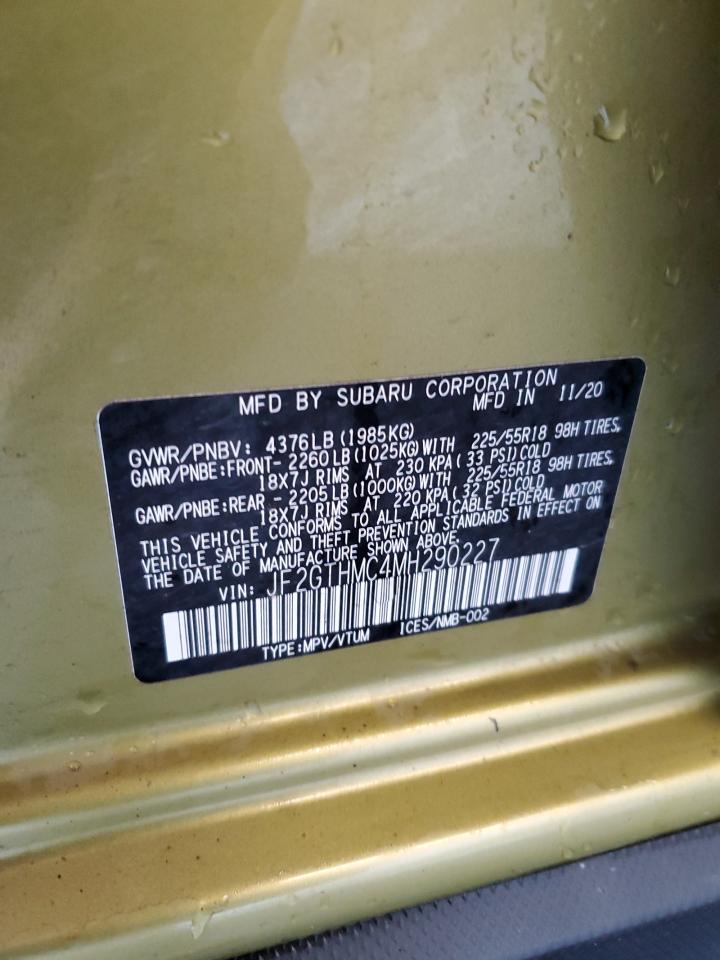 MFD BY SUBARU CORPORATION
MFD IN 11/20
GVWR/PNBV: 4376LB(1985KG)
GAWR/PNBE:FRONT- 2260LB(1025KG)WITH 225/55R18 98H TIRES,
18X7J RIMS AT 230 KPA(33 PSI)COLD
GAWR/PNBE:REAR - 2205LB(1000KG)WITH 225/55R18 98H TIRES,
18X7J RIMS AT 220 KPA(32 PSI)COLD
THIS VEHICLE CONFORMS TO ALL APPLICABLE FEDERAL MOTOR
VEHICLE SAFETY AND THEFT PREVENTION STANDARDS IN EFFECT ON
THE DATE OF MANUFACTURE SHOWN ABOVE.
VIN: JF2GTHMC4MH290227
TYPE:MPV/VTUM ICES/NMB-002